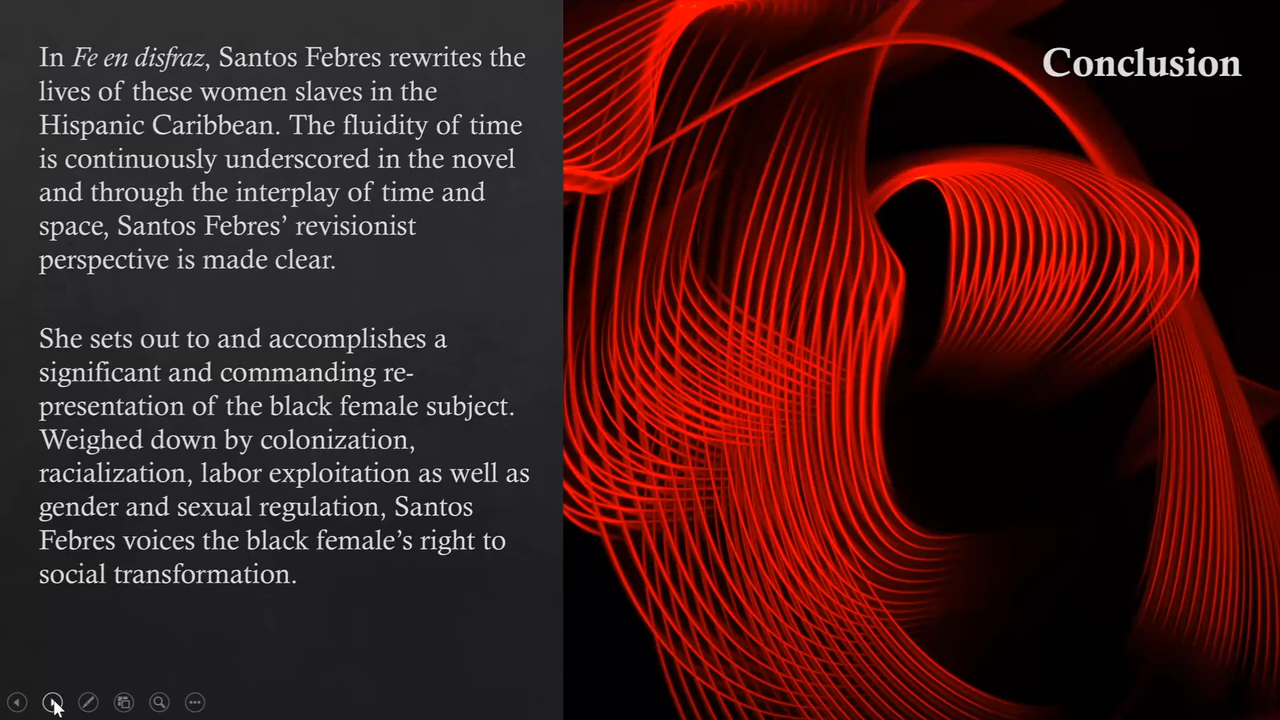 Conclusion
In Fe en disfraz, Santos Febres rewrites the
lives of these women slaves in the
Hispanic Caribbean. The fluidity of time
is continuously underscored in the novel
and through the interplay of time and
space, Santos Febres’ revisionist
perspective is made clear.
She sets out to and accomplishes a
significant and commanding re-
presentation of the black female subject.
Weighed down by colonization,
racialization, labor exploitation as well as
gender and sexual regulation, Santos
Febres voices the black female’s right to
social transformation.